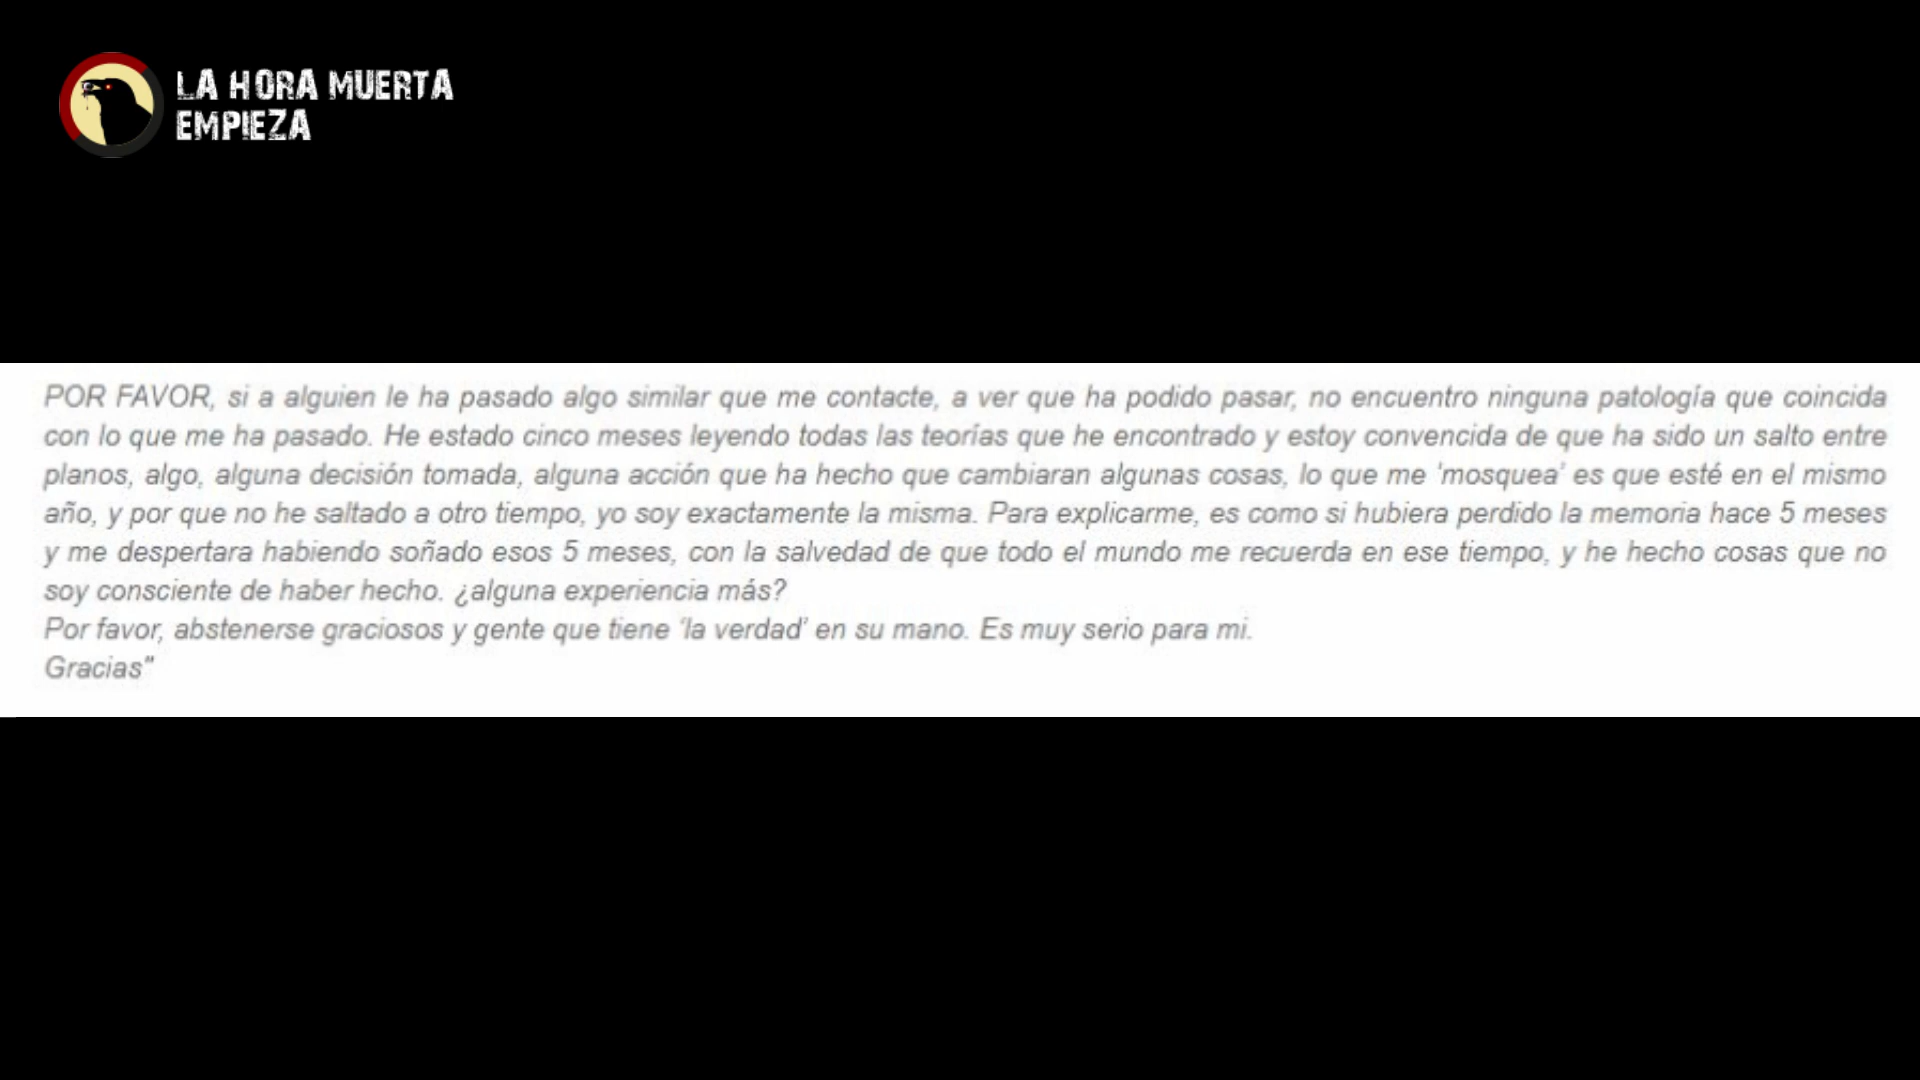 LA HORA MUERTA
EMPIEZA
POR FAVOR, si a alguien le ha pasado algo similar que me contacte, a ver que ha podido pasar, no encuentro ninguna patología que coincida
con lo que me ha pasado. He estado cinco meses leyendo todas las teorías que he encontrado y estoy convencida de que ha sido un salto entre
planos, algo, alguna decisión tomada, alguna acción que ha hecho que cambiaran algunas cosas, lo que me 'mosquea' es que esté en el mismo
año, y por que no he saltado a otro tiempo, yo soy exactamente la misma. Para explicarme, es como si hubiera perdido la memoria hace 5 meses
y me despertara habiendo soñado esos 5 meses, con la salvedad de que todo el mundo me recuerda en ese tiempo, y he hecho cosas que no
soy consciente de haber hecho. ¿alguna experiencia más?
Por favor, abstenerse graciosos y gente que tiene 'la verdad' en su mano. Es muy serio para mi.
Gracias"